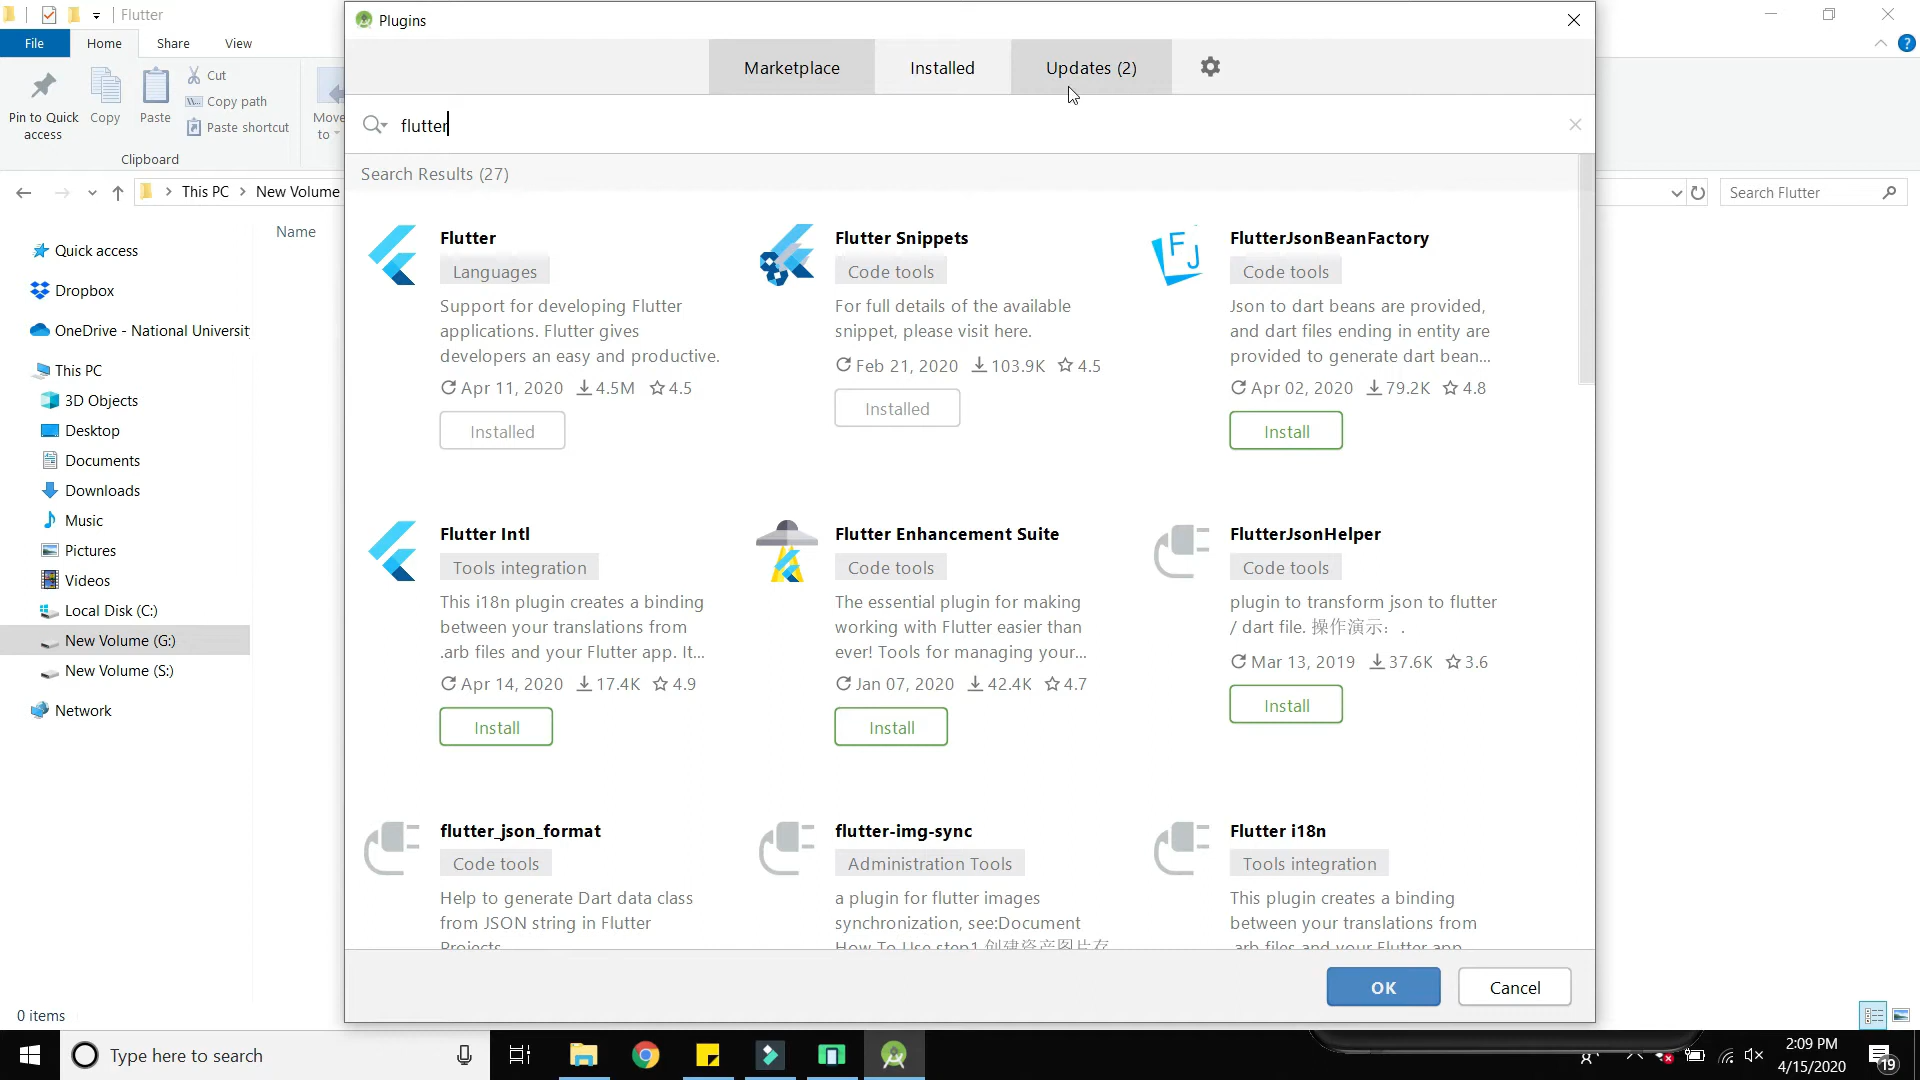 Flutter
File
Home
Share
View
Pin to Quick
access
Copy
Paste
Cut
Copy path
Paste shortcut
Move
to
Clipboard
This PC
New Volume
Search Flutter
Name
Quick access
Dropbox
OneDrive - National Universit
This PC
3D Objects
Desktop
Documents
Downloads
Music
Pictures
Videos
Local Disk (C:)
New Volume (G:)
New Volume (S:)
Network
0 items
Plugins
Marketplace
Installed
Updates (2)
flutter
Search Results (27)
Flutter
Languages
Support for developing Flutter
applications. Flutter gives
developers an easy and productive.
Apr 11, 2020 4.5M 4.5
Installed
Flutter Snippets
Code tools
For full details of the available
snippet, please visit here.
Feb 21, 2020 103.9K 4.5
Installed
FlutterJsonBeanFactory
Code tools
Json to dart beans are provided,
and dart files ending in entity are
provided to generate dart bean...
Apr 02, 2020 79.2K 4.8
Install
Flutter Intl
Tools integration
This i18n plugin creates a binding
between your translations from
.arb files and your Flutter app. It...
Apr 14, 2020 17.4K 4.9
Install
Flutter Enhancement Suite
Code tools
The essential plugin for making
working with Flutter easier than
ever! Tools for managing your...
Jan 07, 2020 42.4K 4.7
Install
FlutterJsonHelper
Code tools
plugin to transform json to flutter
/ dart file. 操作演示：.
Mar 13, 2019 37.6K 3.6
Install
flutter_json_format
Code tools
Help to generate Dart data class
from JSON string in Flutter
Projects
flutter-img-sync
Administration Tools
a plugin for flutter images
synchronization, see:Document
How To Use step1
Flutter i18n
Tools integration
This plugin creates a binding
between your translations from
.arb files and your Flutter app
OK
Cancel
Type here to search
2:09 PM
4/15/2020
19